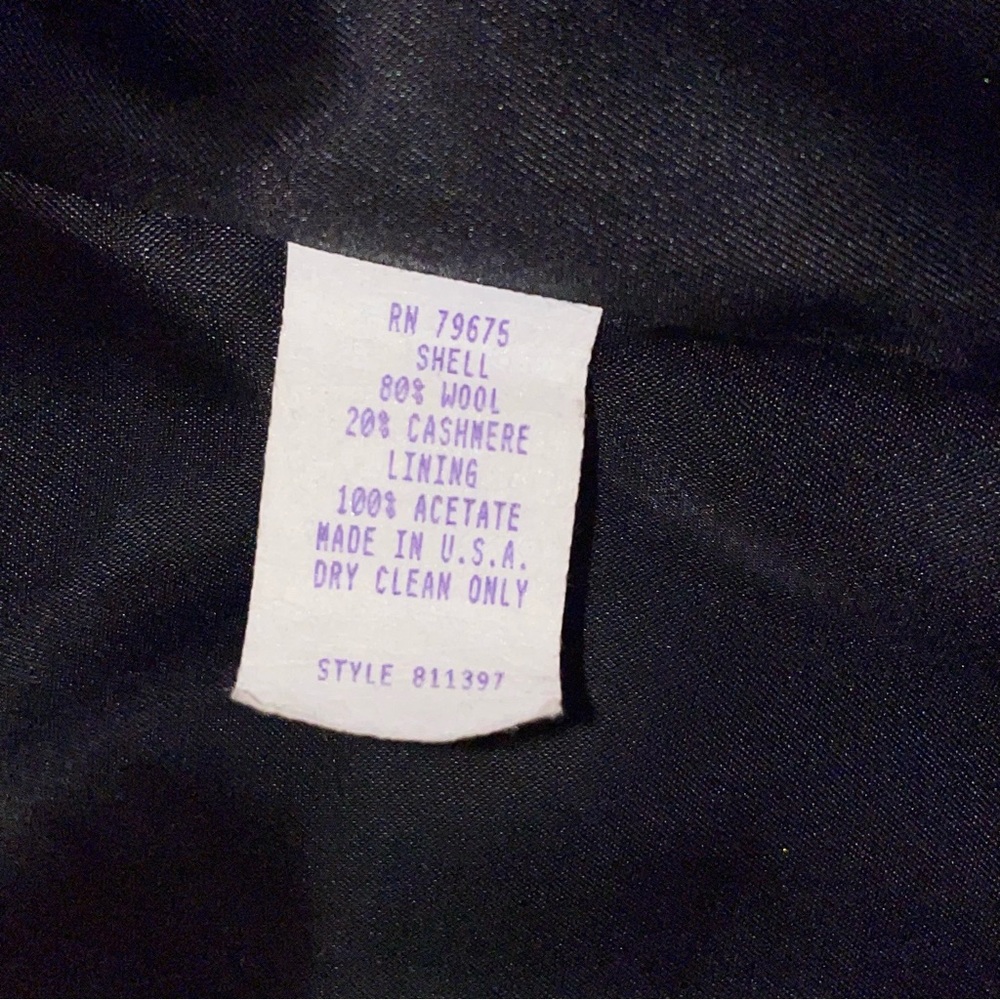 RN 79675
SHELL
80% WOOL
20% CASHMERE
LINING
100% ACETATE
MADE IN U.S.A.
DRY CLEAN ONLY
STYLE 811397